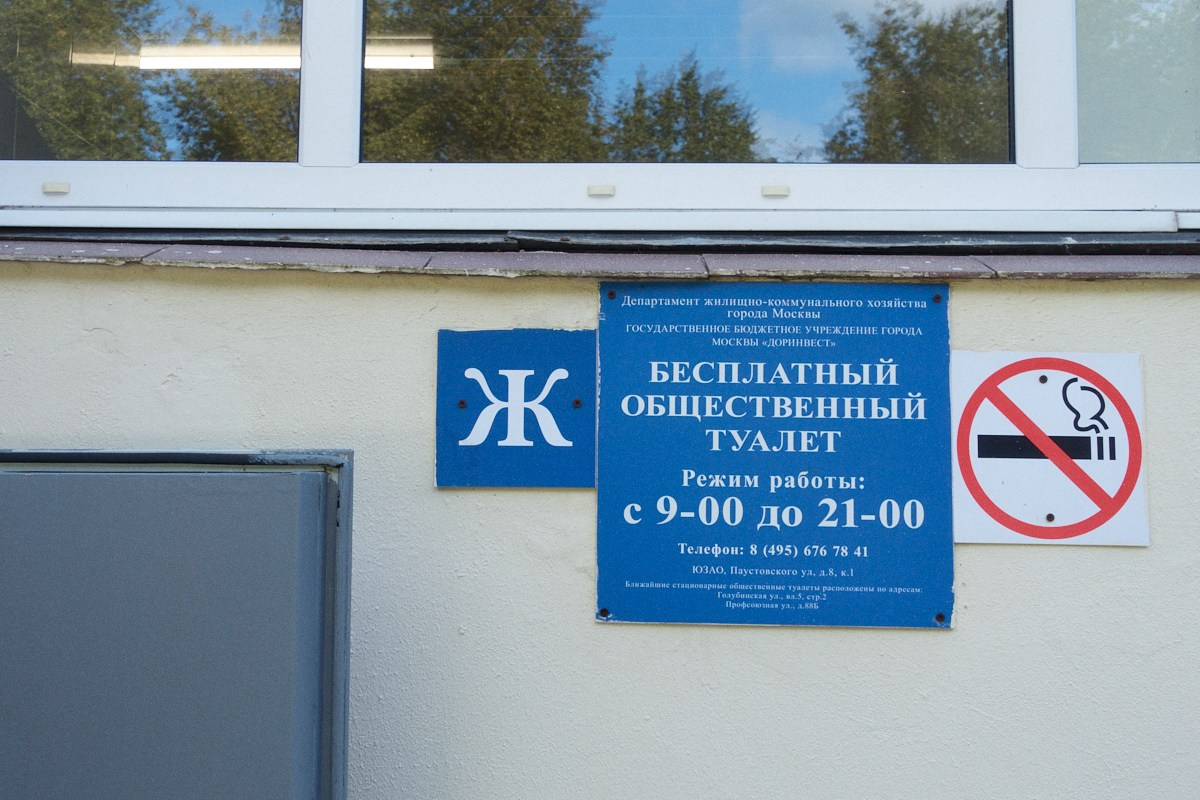 Ж
Департамент жилищно-коммунального хозяйства
города Москвы
ГОСУДАРСТВЕННОЕ БЮДЖЕТНОЕ УЧРЕЖДЕНИЕ ГОРОДА
МОСКВЫ «ДОРИНВЕСТ»
БЕСПЛАТНЫЙ
ОБЩЕСТВЕННЫЙ
ТУАЛЕТ
Режим работы:
с 9-00 до 21-00
Телефон: 8 (495) 676 78 41
ЮЗАО, Паустовского ул, д.8, к.1
Ближайшие стационарные общественные туалеты расположены по адресам:
Голубинская ул., вл.5, стр.2
Профсоюзная ул., д.88Б